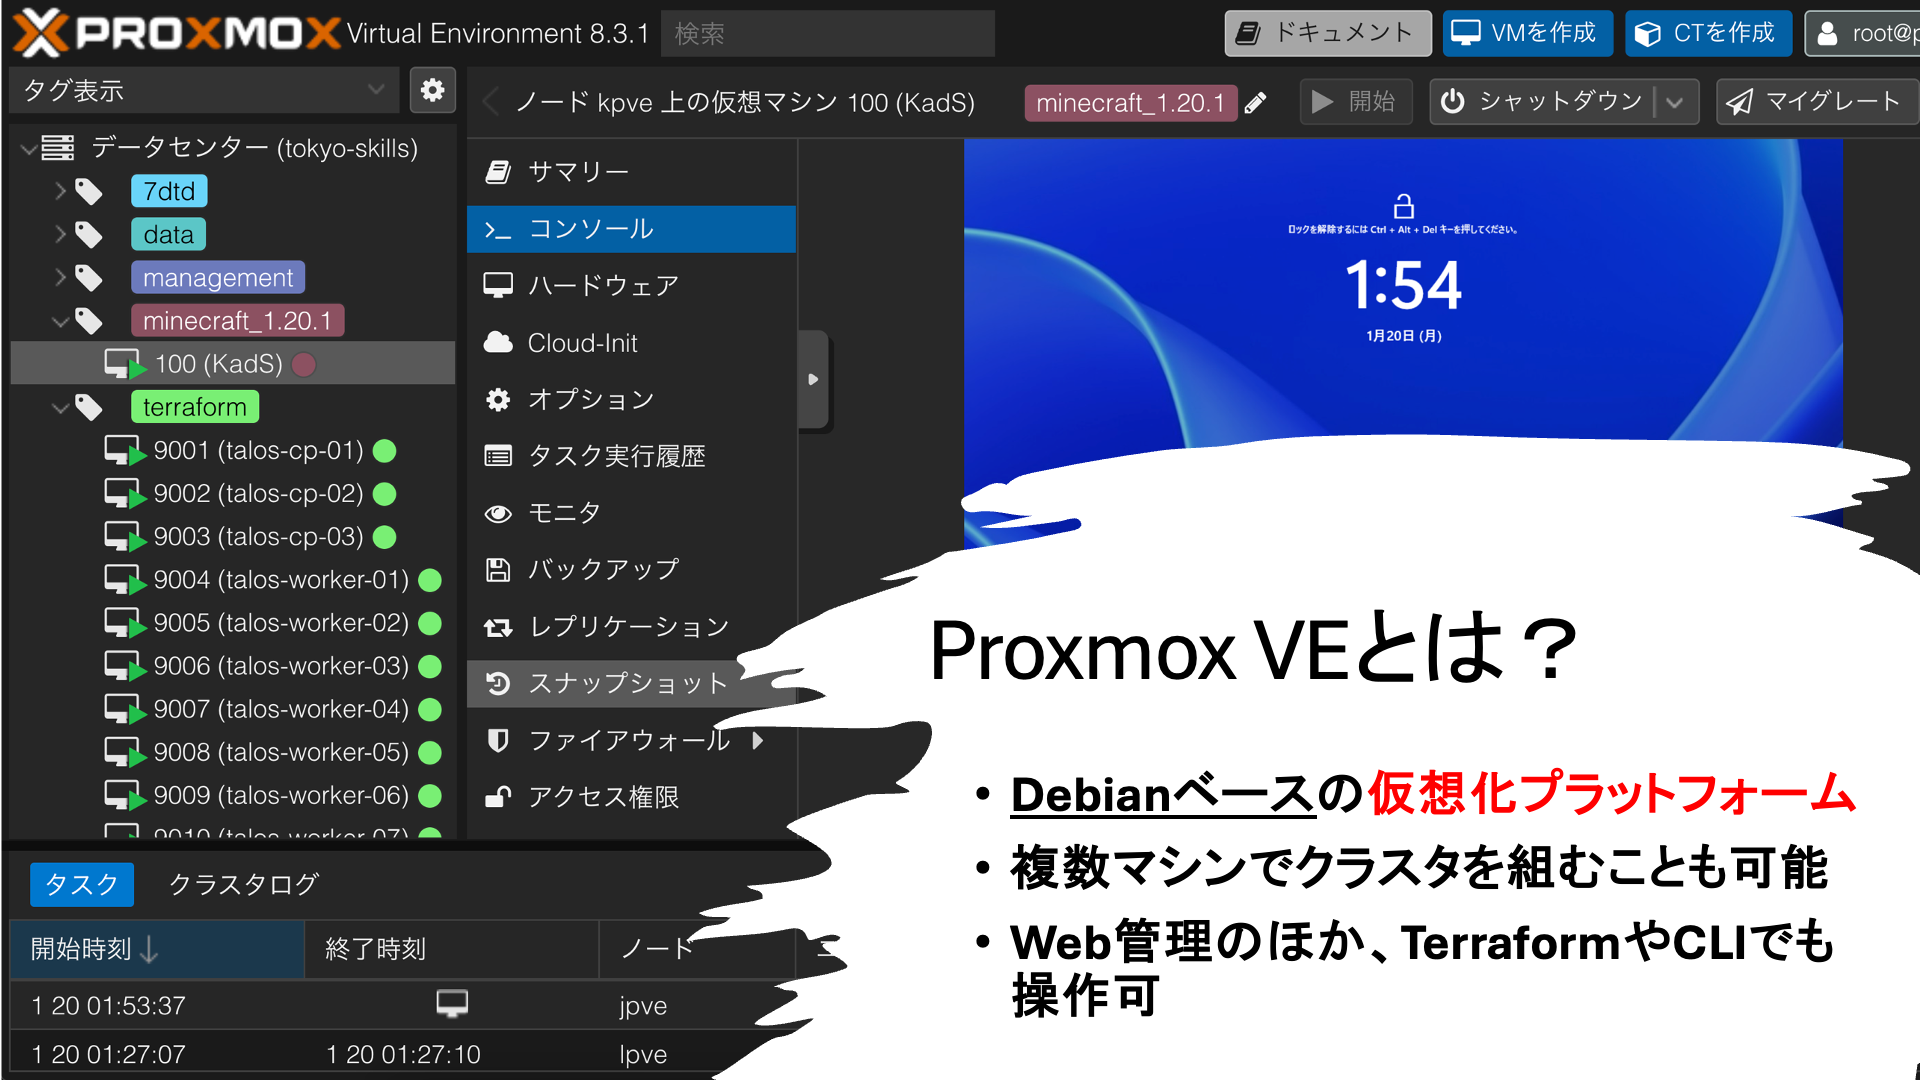 PROXMOX Virtual Environment 8.3.1 検索 ドキュメント VMを作成 CTを作成
タグ表示
ノード kpve 上の仮想マシン 100 (KadS) minecraft_1.20.1 開始 シャットダウン マイグレート
データセンター (tokyo-skills)
7dtd
data
management
minecraft_1.20.1
100 (KadS)
terraform
9001 (talos-cp-01)
9002 (talos-cp-02)
9003 (talos-cp-03)
9004 (talos-worker-01)
9005 (talos-worker-02)
9006 (talos-worker-03)
9007 (talos-worker-04)
9008 (talos-worker-05)
9009 (talos-worker-06)
9010 (talos-worker-07)
サマリー
コンソール
ハードウェア
Cloud-Init
オプション
タスク実行履歴
モニタ
バックアップ
レプリケーション
スナップショット
ファイアウォール
アクセス権限
ロックを解除するには Ctrl + Alt + Del キーを押してください。
1:54
1月20日 (月)
タスク クラスタログ
開始時刻 終了時刻 ノード
1 20 01:53:37 jpve
1 20 01:27:07 1 20 01:27:10 lpve
Proxmox VEとは？
• Debianベースの仮想化プラットフォーム
• 複数マシンでクラスタを組むことも可能
• Web管理のほか、TerraformやCLIでも
操作可